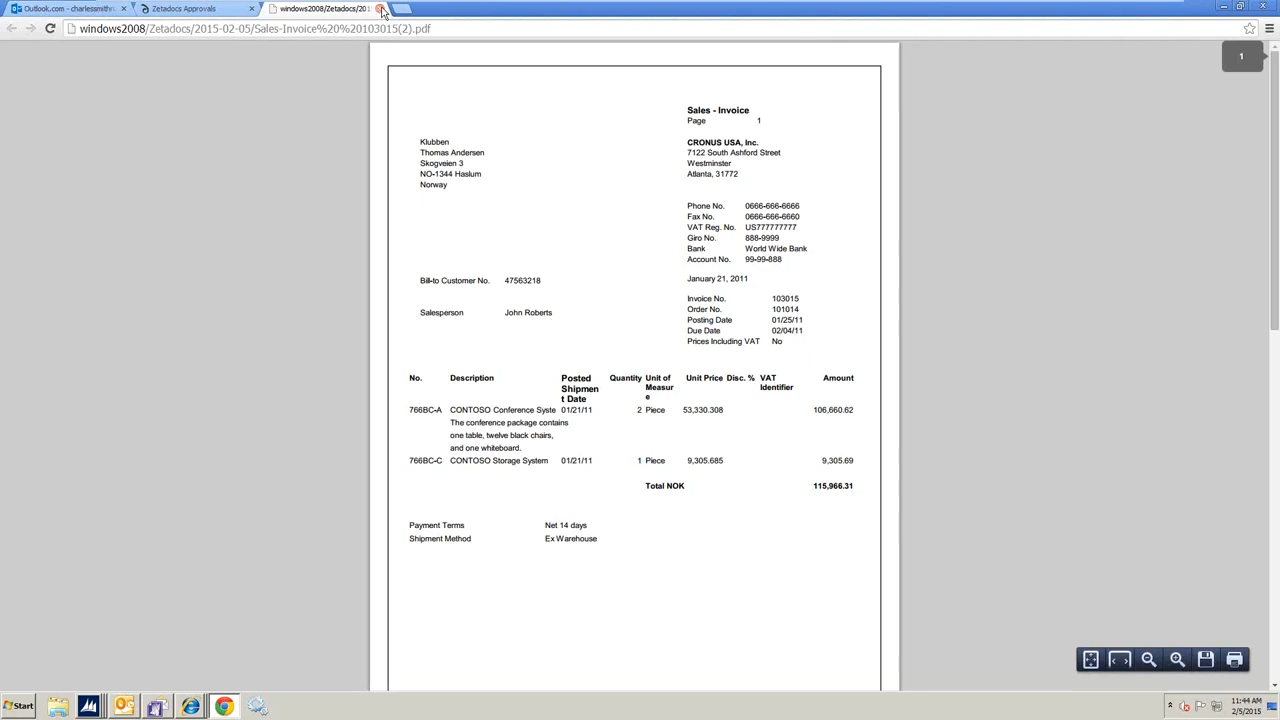 Outlook.com - charlessmith
Zetadocs Approvals
windows2008/Zetadocs/201
windows2008/Zetadocs/2015-02-05/Sales-Invoice%20%20103015(2).pdf
1
Sales - Invoice
Page 1
Klubben
Thomas Andersen
Skogveien 3
NO-1344 Haslum
Norway
CRONUS USA, Inc.
7122 South Ashford Street
Westminster
Atlanta, 31772
Phone No. 0666-666-6666
Fax No. 0666-666-6660
VAT Reg. No. US777777777
Giro No. 888-9999
Bank World Wide Bank
Account No. 99-99-888
Bill-to Customer No. 47563218
January 21, 2011
Salesperson John Roberts
Invoice No. 103015
Order No. 101014
Posting Date 01/25/11
Due Date 02/04/11
Prices Including VAT No
No. Description Posted Shipmen t Date Quantity Unit of Measur e Unit Price Disc. % VAT Identifier Amount
766BC-A CONTOSO Conference Syste 01/21/11 2 Piece 53,330.308 106,660.62
The conference package contains
one table, twelve black chairs,
and one whiteboard.
766BC-C CONTOSO Storage System 01/21/11 1 Piece 9,305.685 9,305.69
Total NOK 115,966.31
Payment Terms Net 14 days
Shipment Method Ex Warehouse
Start
11:44 AM
2/5/2015